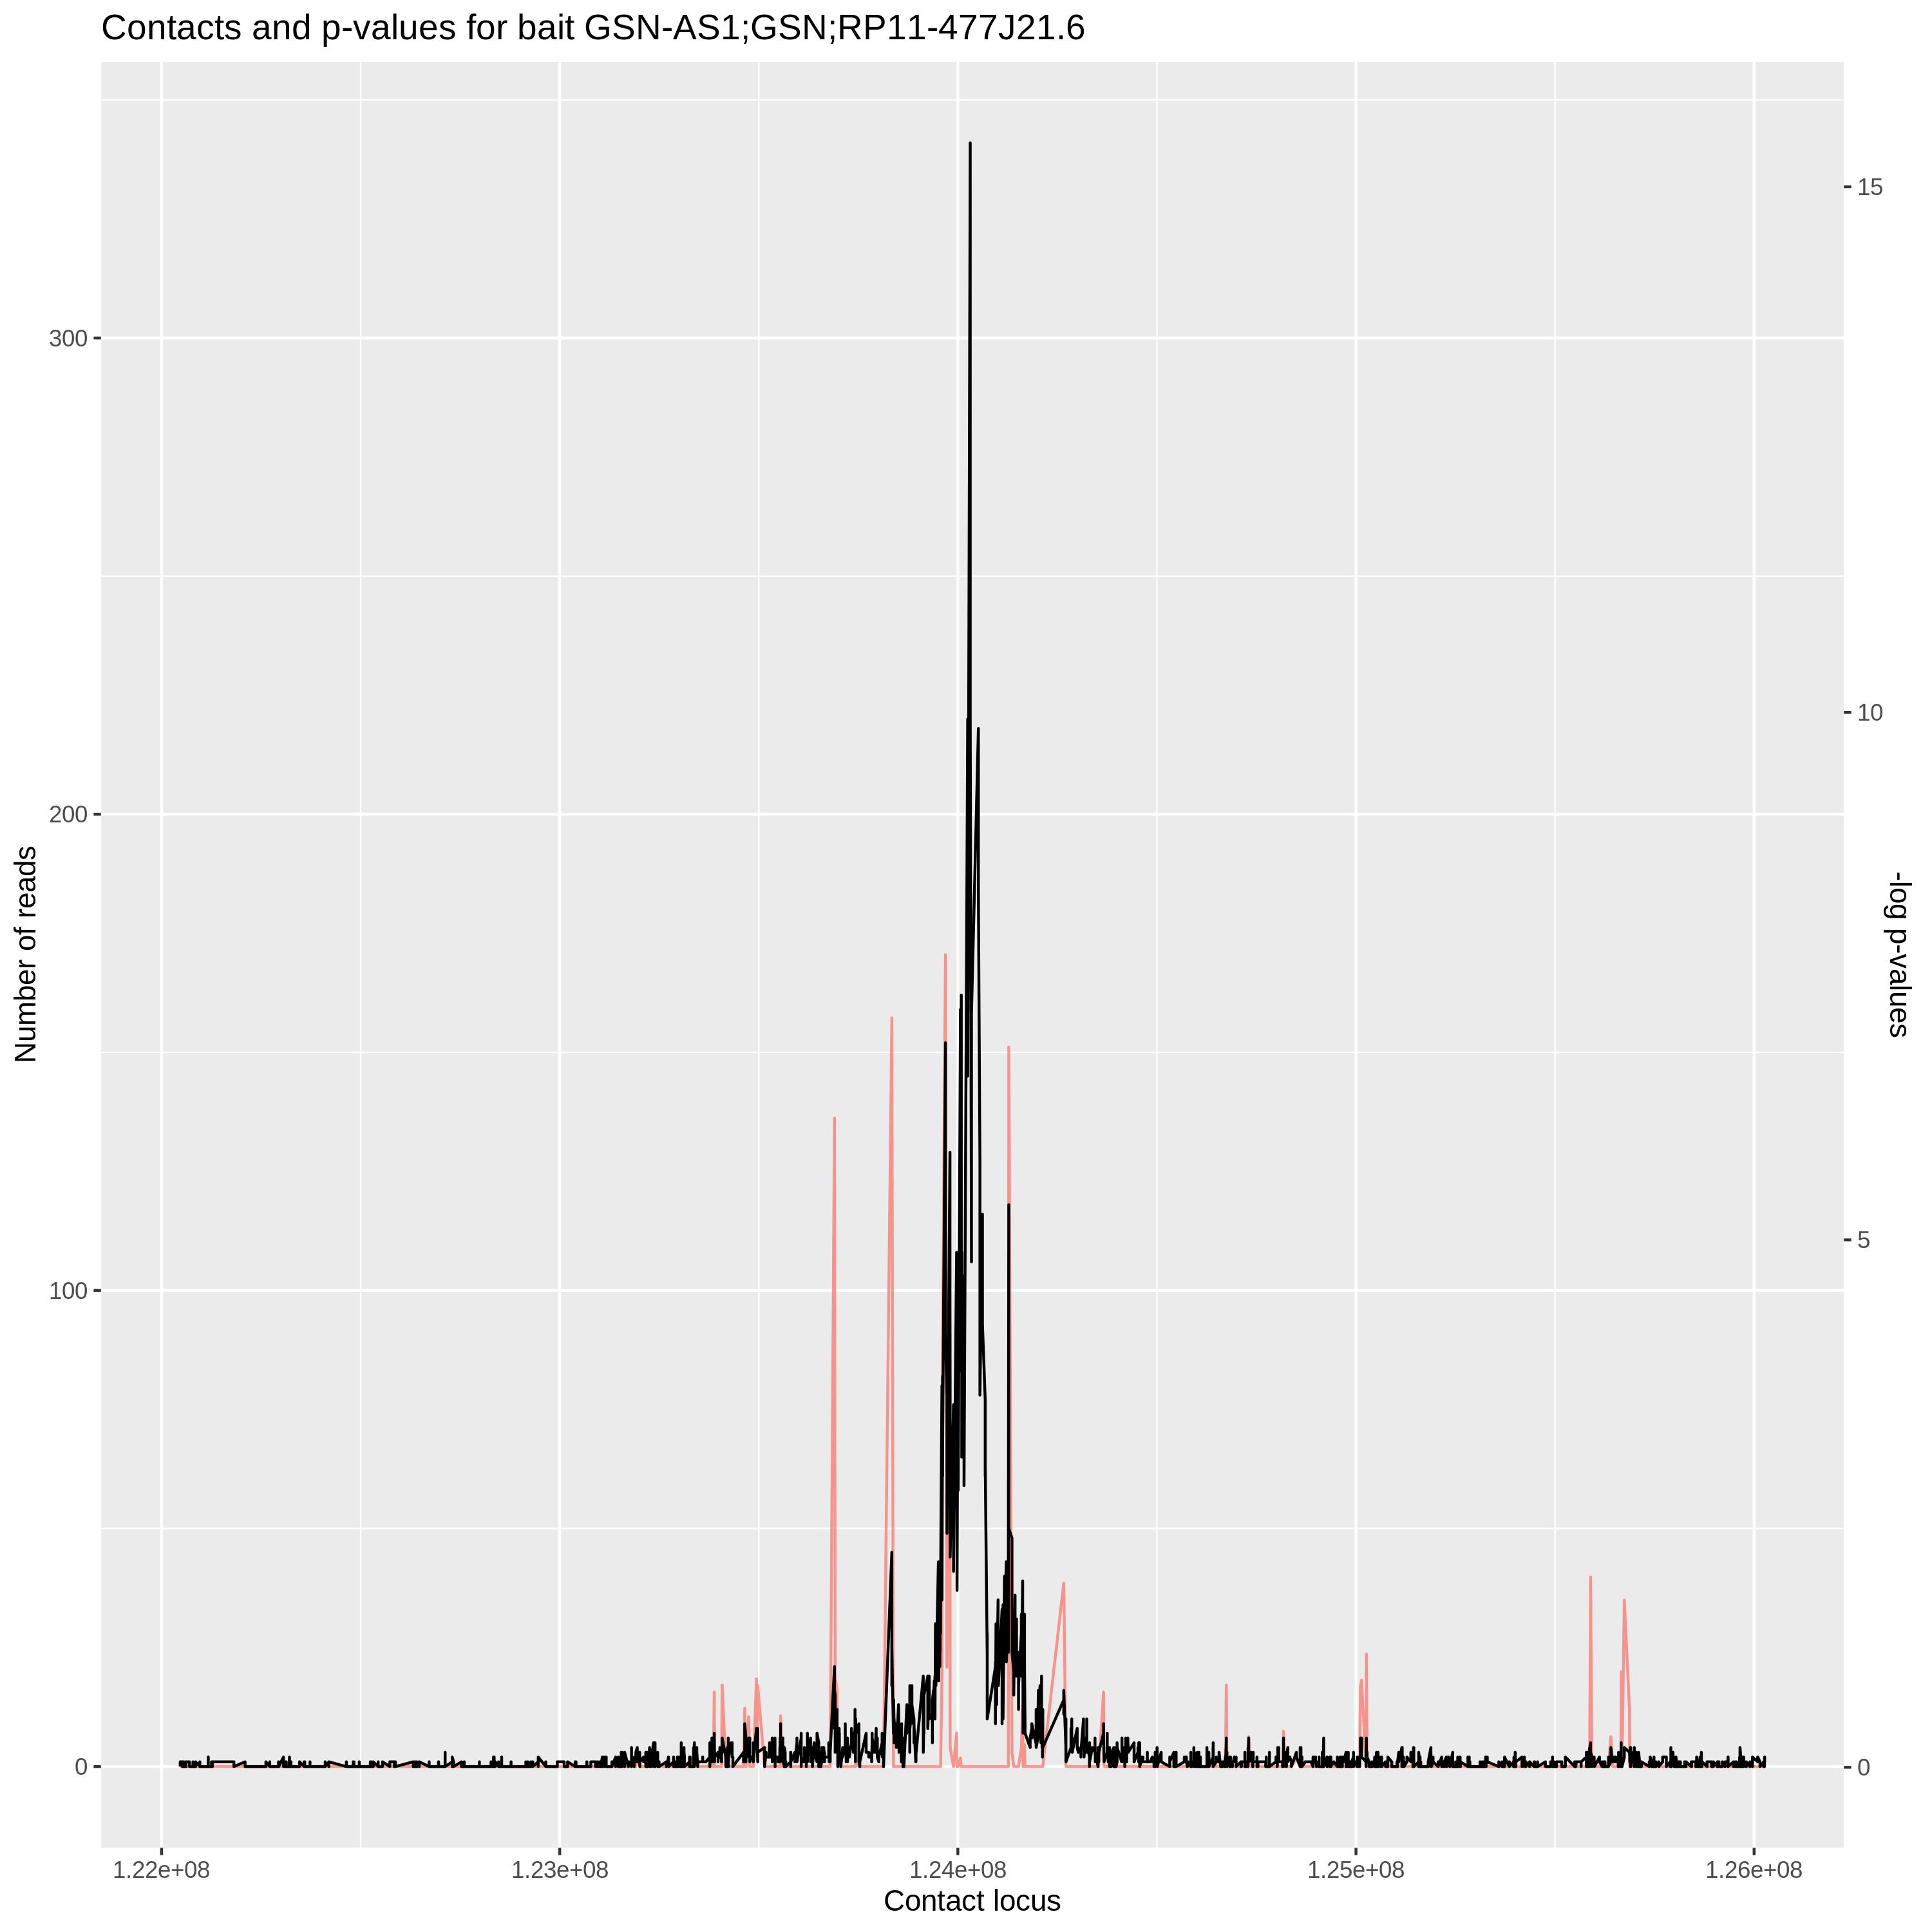 Contacts and p-values for bait GSN-AS1;GSN;RP11-477J21.6
300
200
100
0
Number of reads
15
10
5
0
-log p-values
1.22e+08 1.23e+08 1.24e+08 1.25e+08 1.26e+08
Contact locus